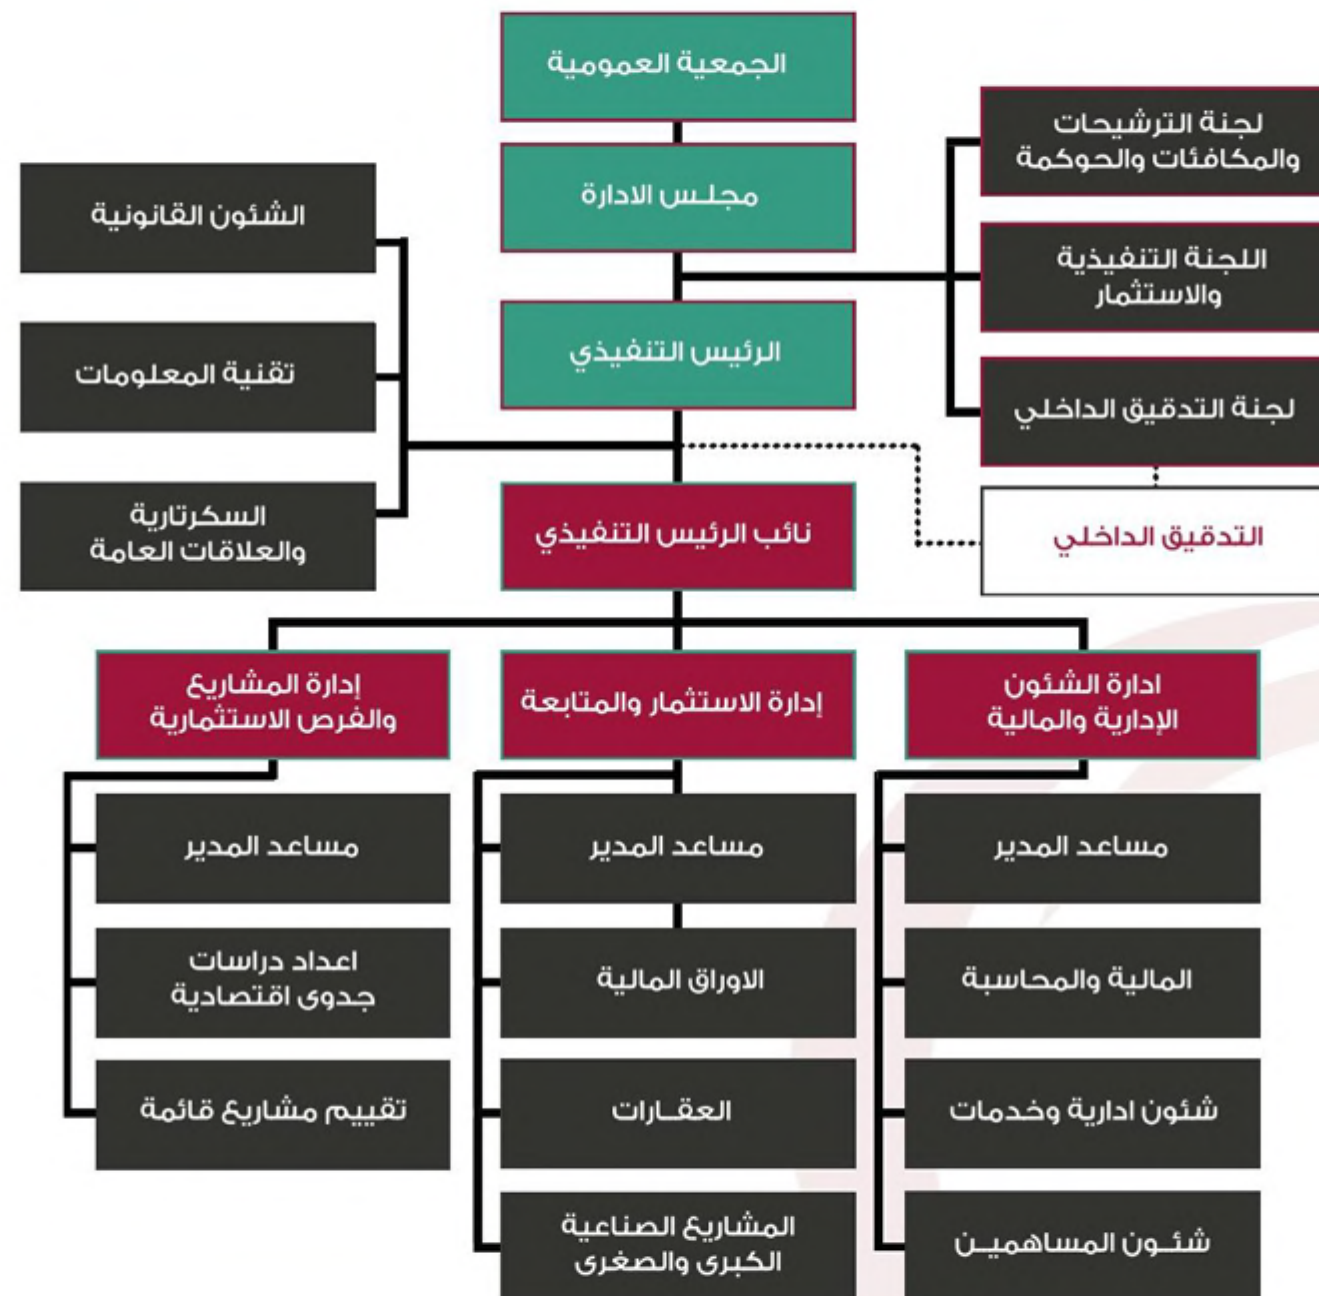 الجمعية العمومية
لجنة الترشيحات
والمكافئات والحوكمة
مجلس الادارة
الشئون القانونية
اللجنة التنفيذية
والاستثمار
الرئيس التنفيذي
تقنية المعلومات
لجنة التدقيق الداخلي
السكرتارية
والعلاقات العامة
نائب الرئيس التنفيذي
التدقيق الداخلي
ادارة الشئون
الإدارية والمالية
إدارة الاستثمار والمتابعة
إدارة المشاريع
والفرص الاستثمارية
مساعد المدير
مساعد المدير
مساعد المدير
المالية والمحاسبة
الاوراق المالية
اعداد دراسات
جدوى اقتصادية
شئون ادارية وخدمات
العقــارات
تقييم مشاريع قائمة
شئــون المساهميــن
المشاريع الصناعية
الكبرى والصغرى